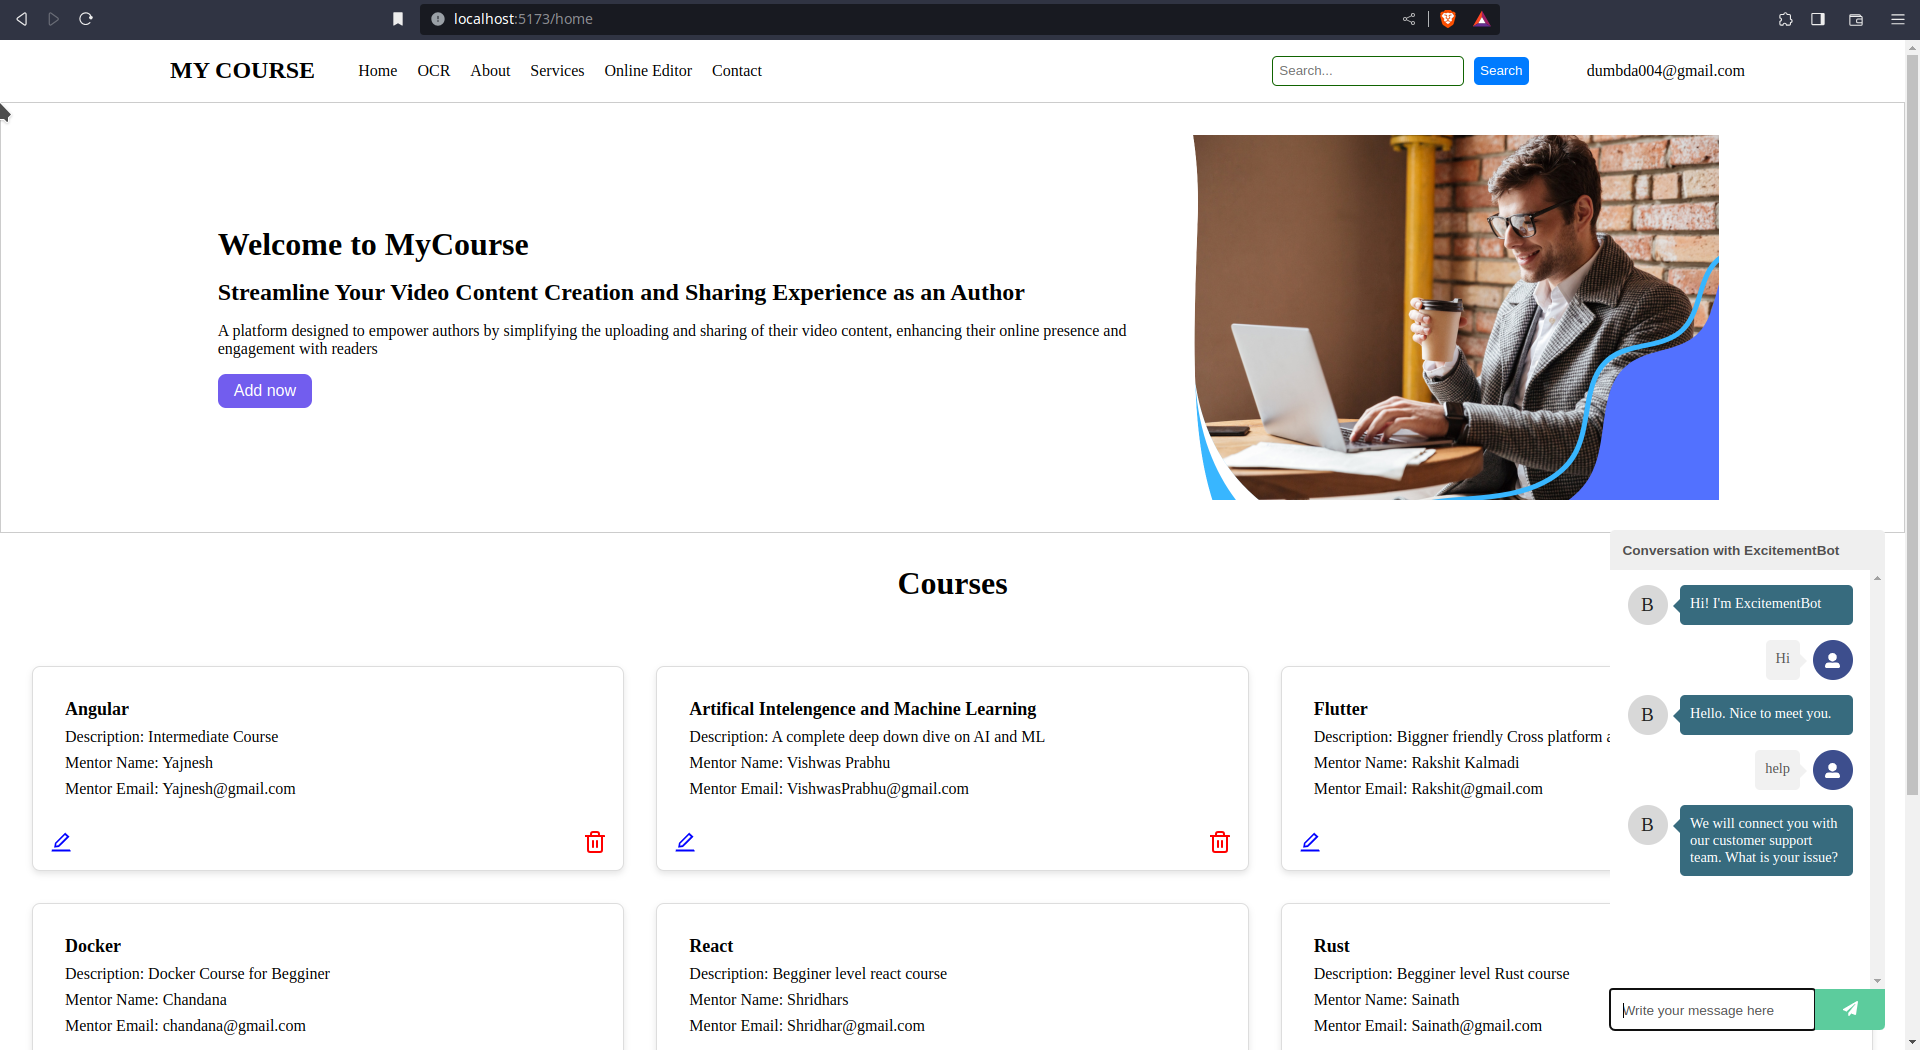 localhost:5173/home
MY COURSE
Home OCR About Services Online Editor Contact
Search...
Search
dumbda004@gmail.com
Welcome to MyCourse
Streamline Your Video Content Creation and Sharing Experience as an Author
A platform designed to empower authors by simplifying the uploading and sharing of their video content, enhancing their online presence and
engagement with readers
Add now
Courses
Angular
Description: Intermediate Course
Mentor Name: Yajnesh
Mentor Email: Yajnesh@gmail.com
Artifical Intelengence and Machine Learning
Description: A complete deep down dive on AI and ML
Mentor Name: Vishwas Prabhu
Mentor Email: VishwasPrabhu@gmail.com
Flutter
Description: Biggner friendly Cross platform
Mentor Name: Rakshit Kalmadi
Mentor Email: Rakshit@gmail.com
Docker
Description: Docker Course for Begginer
Mentor Name: Chandana
Mentor Email: chandana@gmail.com
React
Description: Begginer level react course
Mentor Name: Shridhars
Mentor Email: Shridhar@gmail.com
Rust
Description: Begginer level Rust course
Mentor Name: Sainath
Mentor Email: Sainath@gmail.com
Conversation with ExcitementBot
B
Hi! I'm ExcitementBot
Hi
B
Hello. Nice to meet you.
help
B
We will connect you with
our customer support
team. What is your issue?
Write your message here